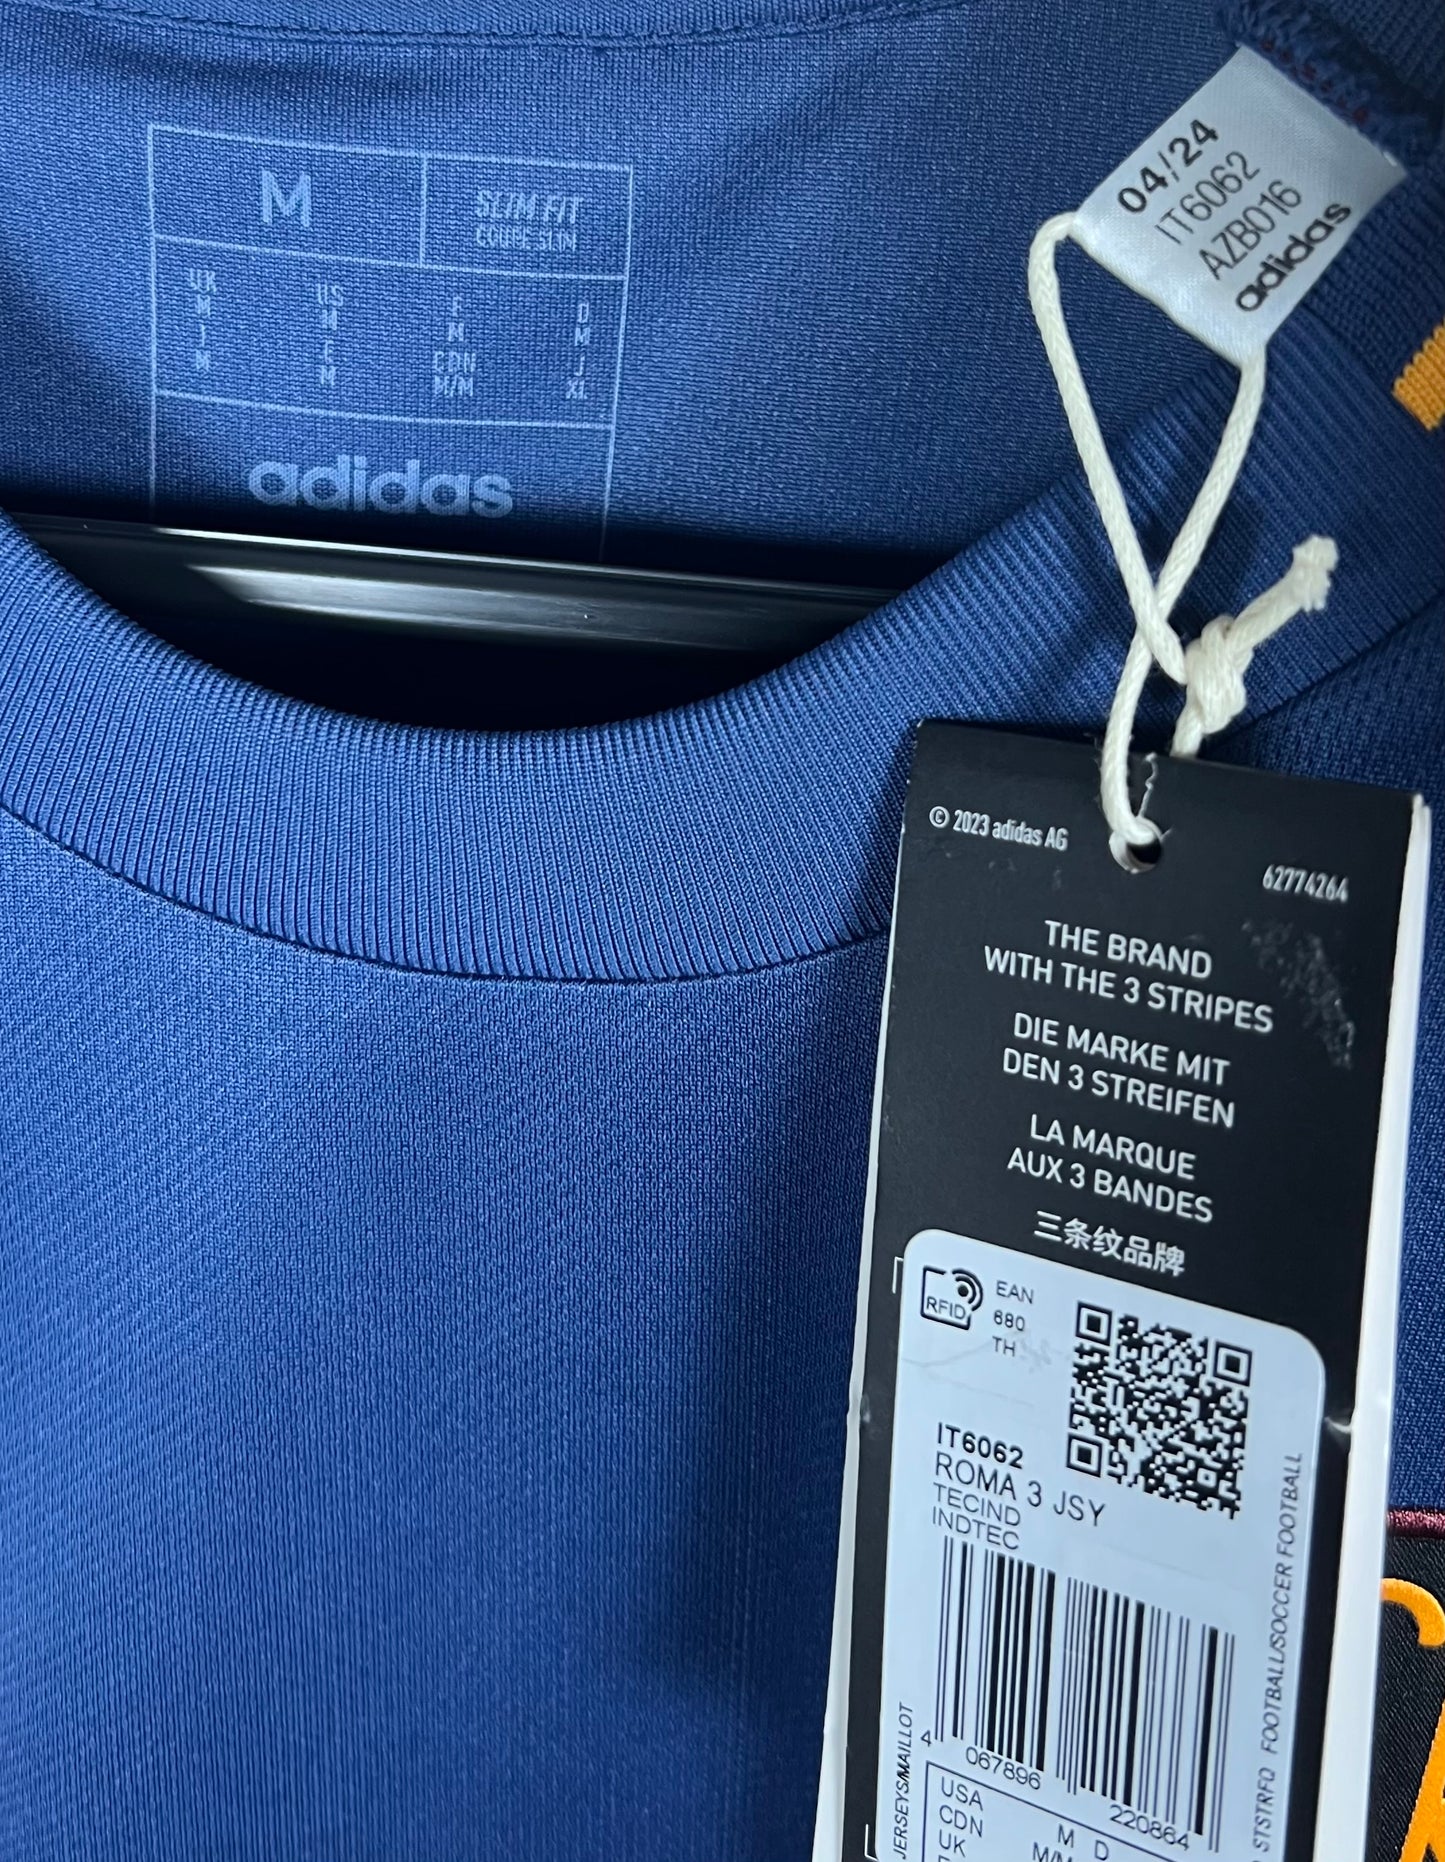 M
SLIM FIT
COUPE SLIM
UK US F D
M M M M
I C CDN J
M M M/M XL
adidas
04/24
IT6062
AZB016
adidas
© 2023 adidas AG
62774264
THE BRAND
WITH THE 3 STRIPES
DIE MARKE MIT
DEN 3 STREIFEN
LA MARQUE
AUX 3 BANDES
三条纹品牌
RFID
EAN
680
TH
IT6062
ROMA 3 JSY
TECIND
INDTEC
4 067896 220864
JERSEYS/MAILLOT
STSTRFQ FOOTBALL/SOCCER FOOTBALL
USA M D
CDN M/M
UK